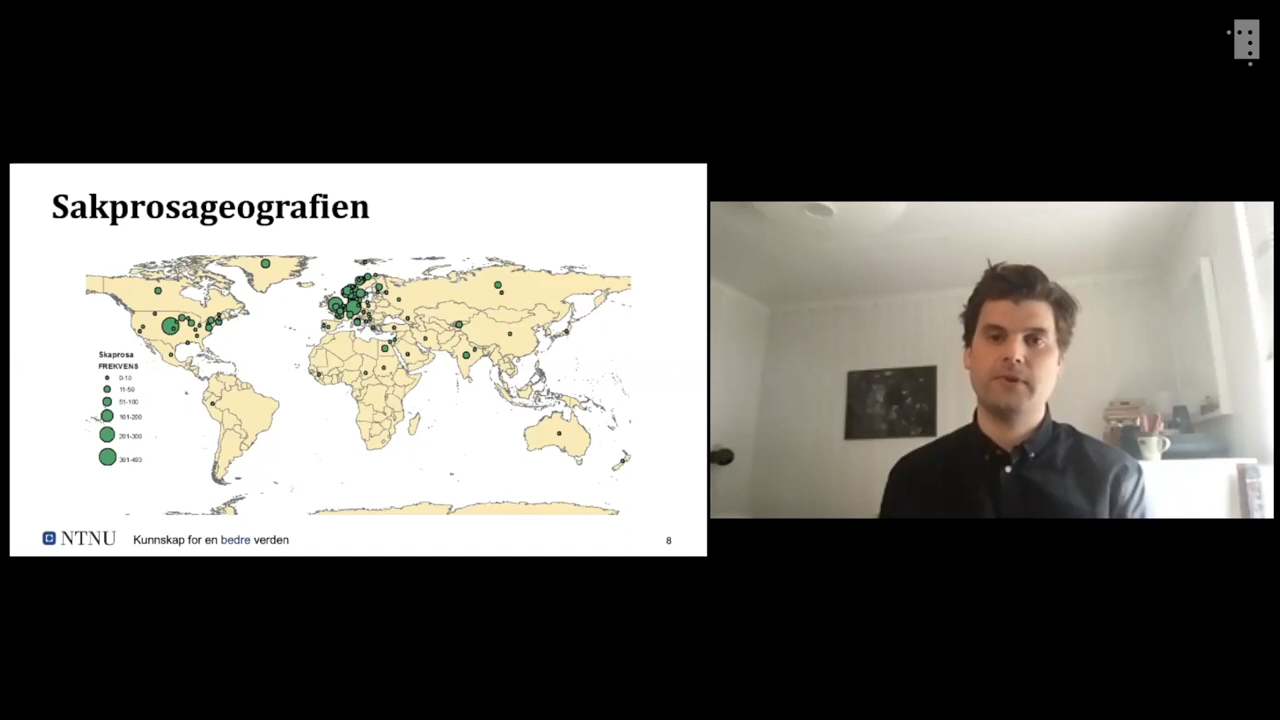 Sakprosageografien
Skaprosa
FREKVENS
0-10
11-50
51-100
101-200
201-300
301-493
NTNU
Kunnskap for en bedre verden
8